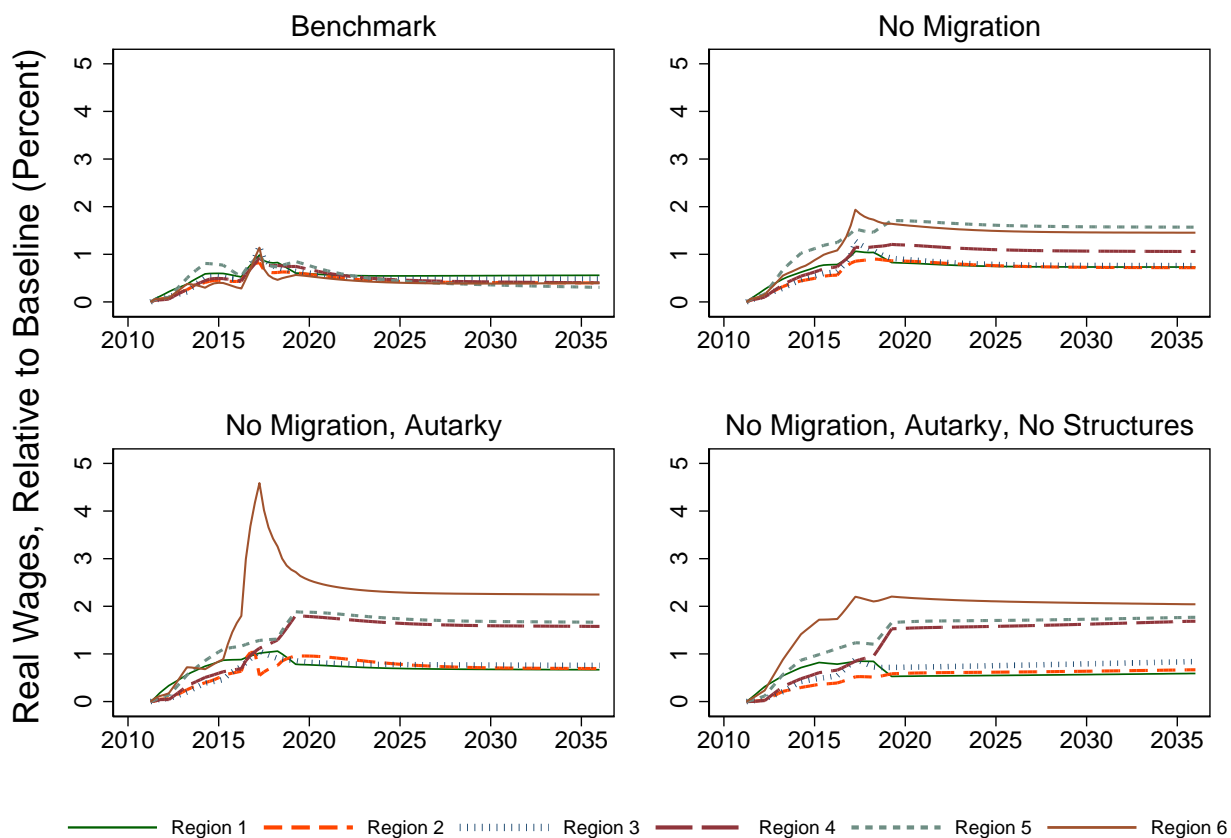 Real Wages, Relative to Baseline (Percent)
Benchmark
5
4
3
2
1
0
2010 2015 2020 2025 2030 2035
No Migration
5
4
3
2
1
0
2010 2015 2020 2025 2030 2035
No Migration, Autarky
5
4
3
2
1
0
2010 2015 2020 2025 2030 2035
No Migration, Autarky, No Structures
5
4
3
2
1
0
2010 2015 2020 2025 2030 2035
Region 1 Region 2 Region 3 Region 4 Region 5 Region 6